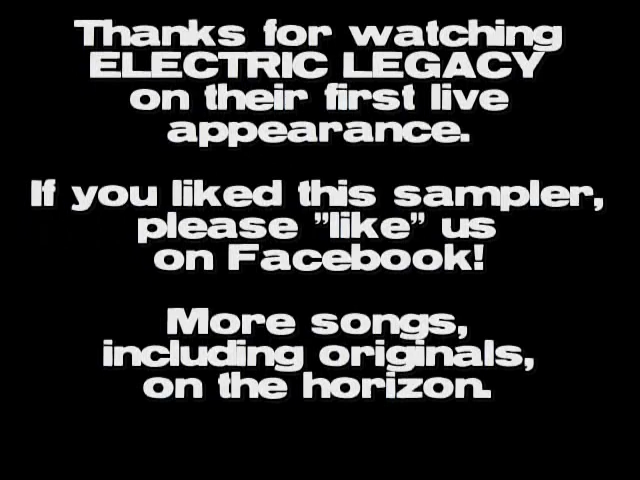 Thanks for watching
ELECTRIC LEGACY
on their first live
appearance.
If you liked this sampler,
please "like" us
on Facebook!
More songs,
including originals,
on the horizon.